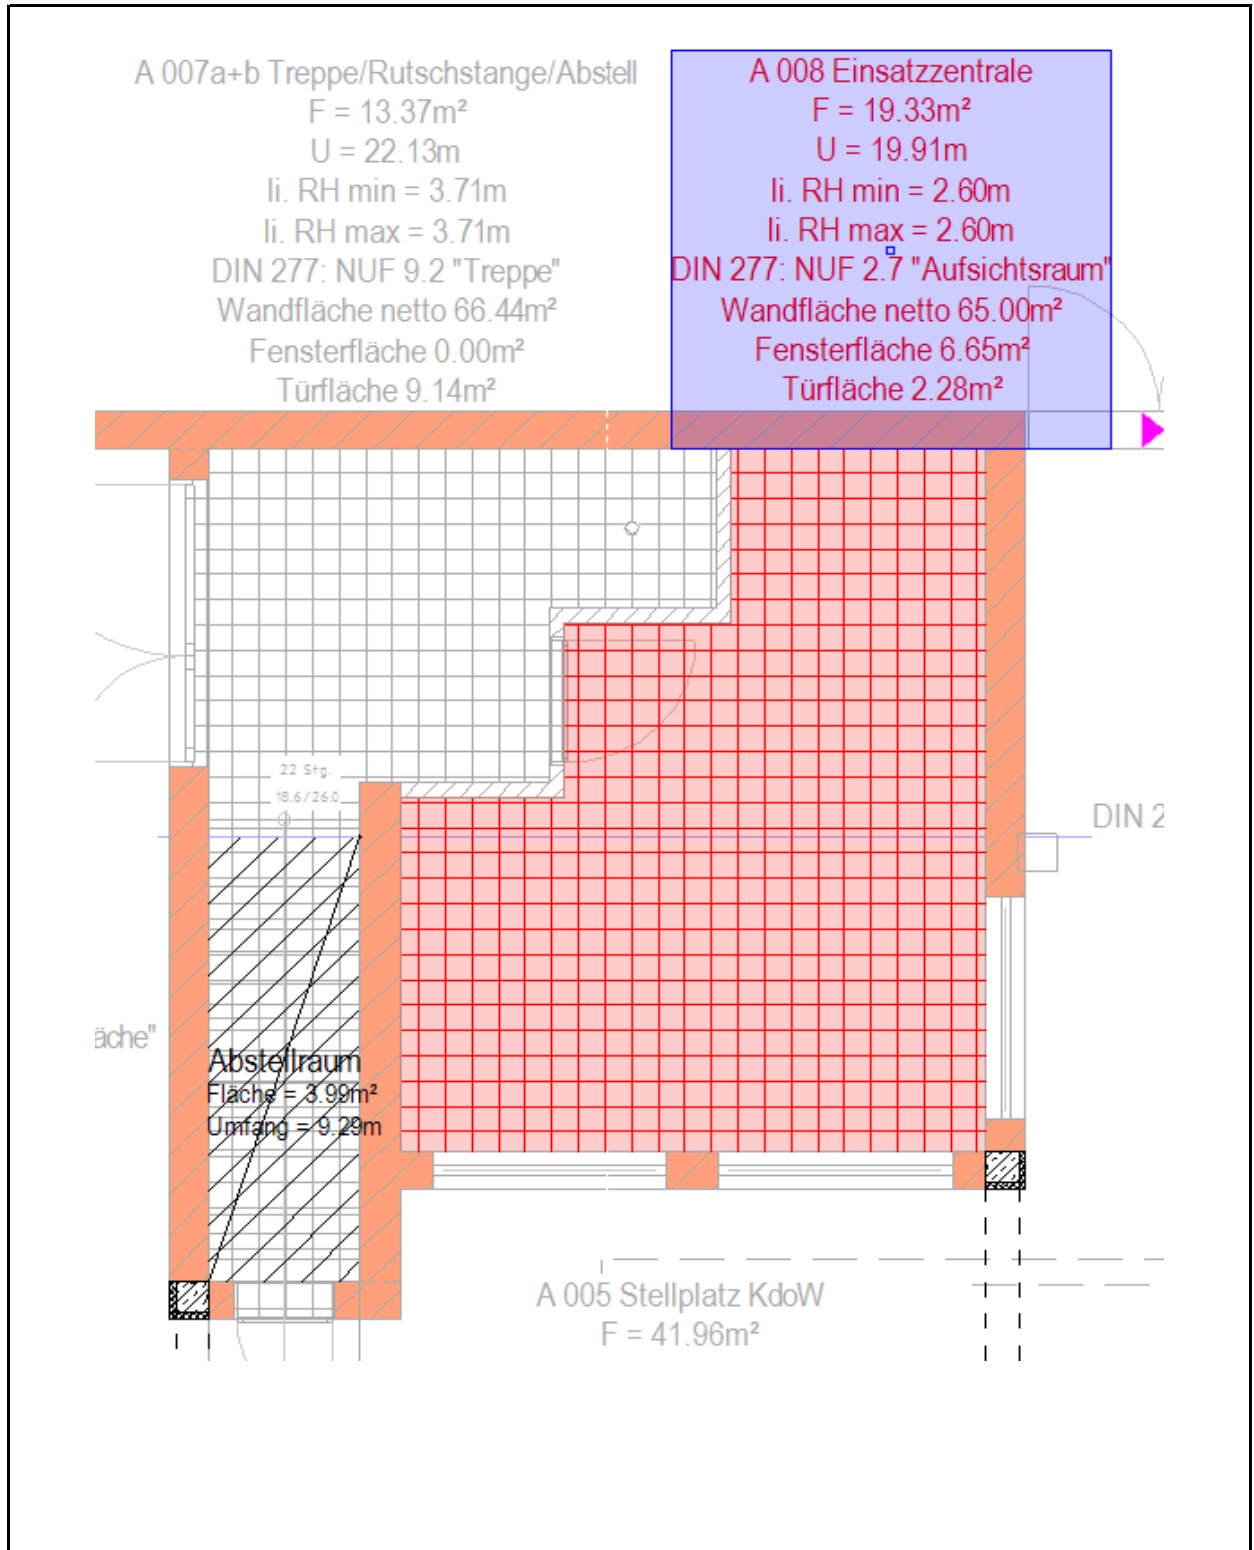 A 007a+b Treppe/Rutschstange/Abstell
F = 13.37m²
U = 22.13m
li. RH min = 3.71m
li. RH max = 3.71m
DIN 277: NUF 9.2 "Treppe"
Wandfläche netto 66.44m²
Fensterfläche 0.00m²
Türfläche 9.14m²
A 008 Einsatzzentrale
F = 19.33m²
U = 19.91m
li. RH min = 2.60m
li. RH max = 2.60m
DIN 277: NUF 2.7 "Aufsichtsraum"
Wandfläche netto 65.00m²
Fensterfläche 6.65m²
Türfläche 2.28m²
22 Stg.
18.6/26.0
DIN 2
äche"
Abstellraum
Fläche = 3.99m²
Umfang = 9.29m
A 005 Stellplatz KdoW
F = 41.96m²